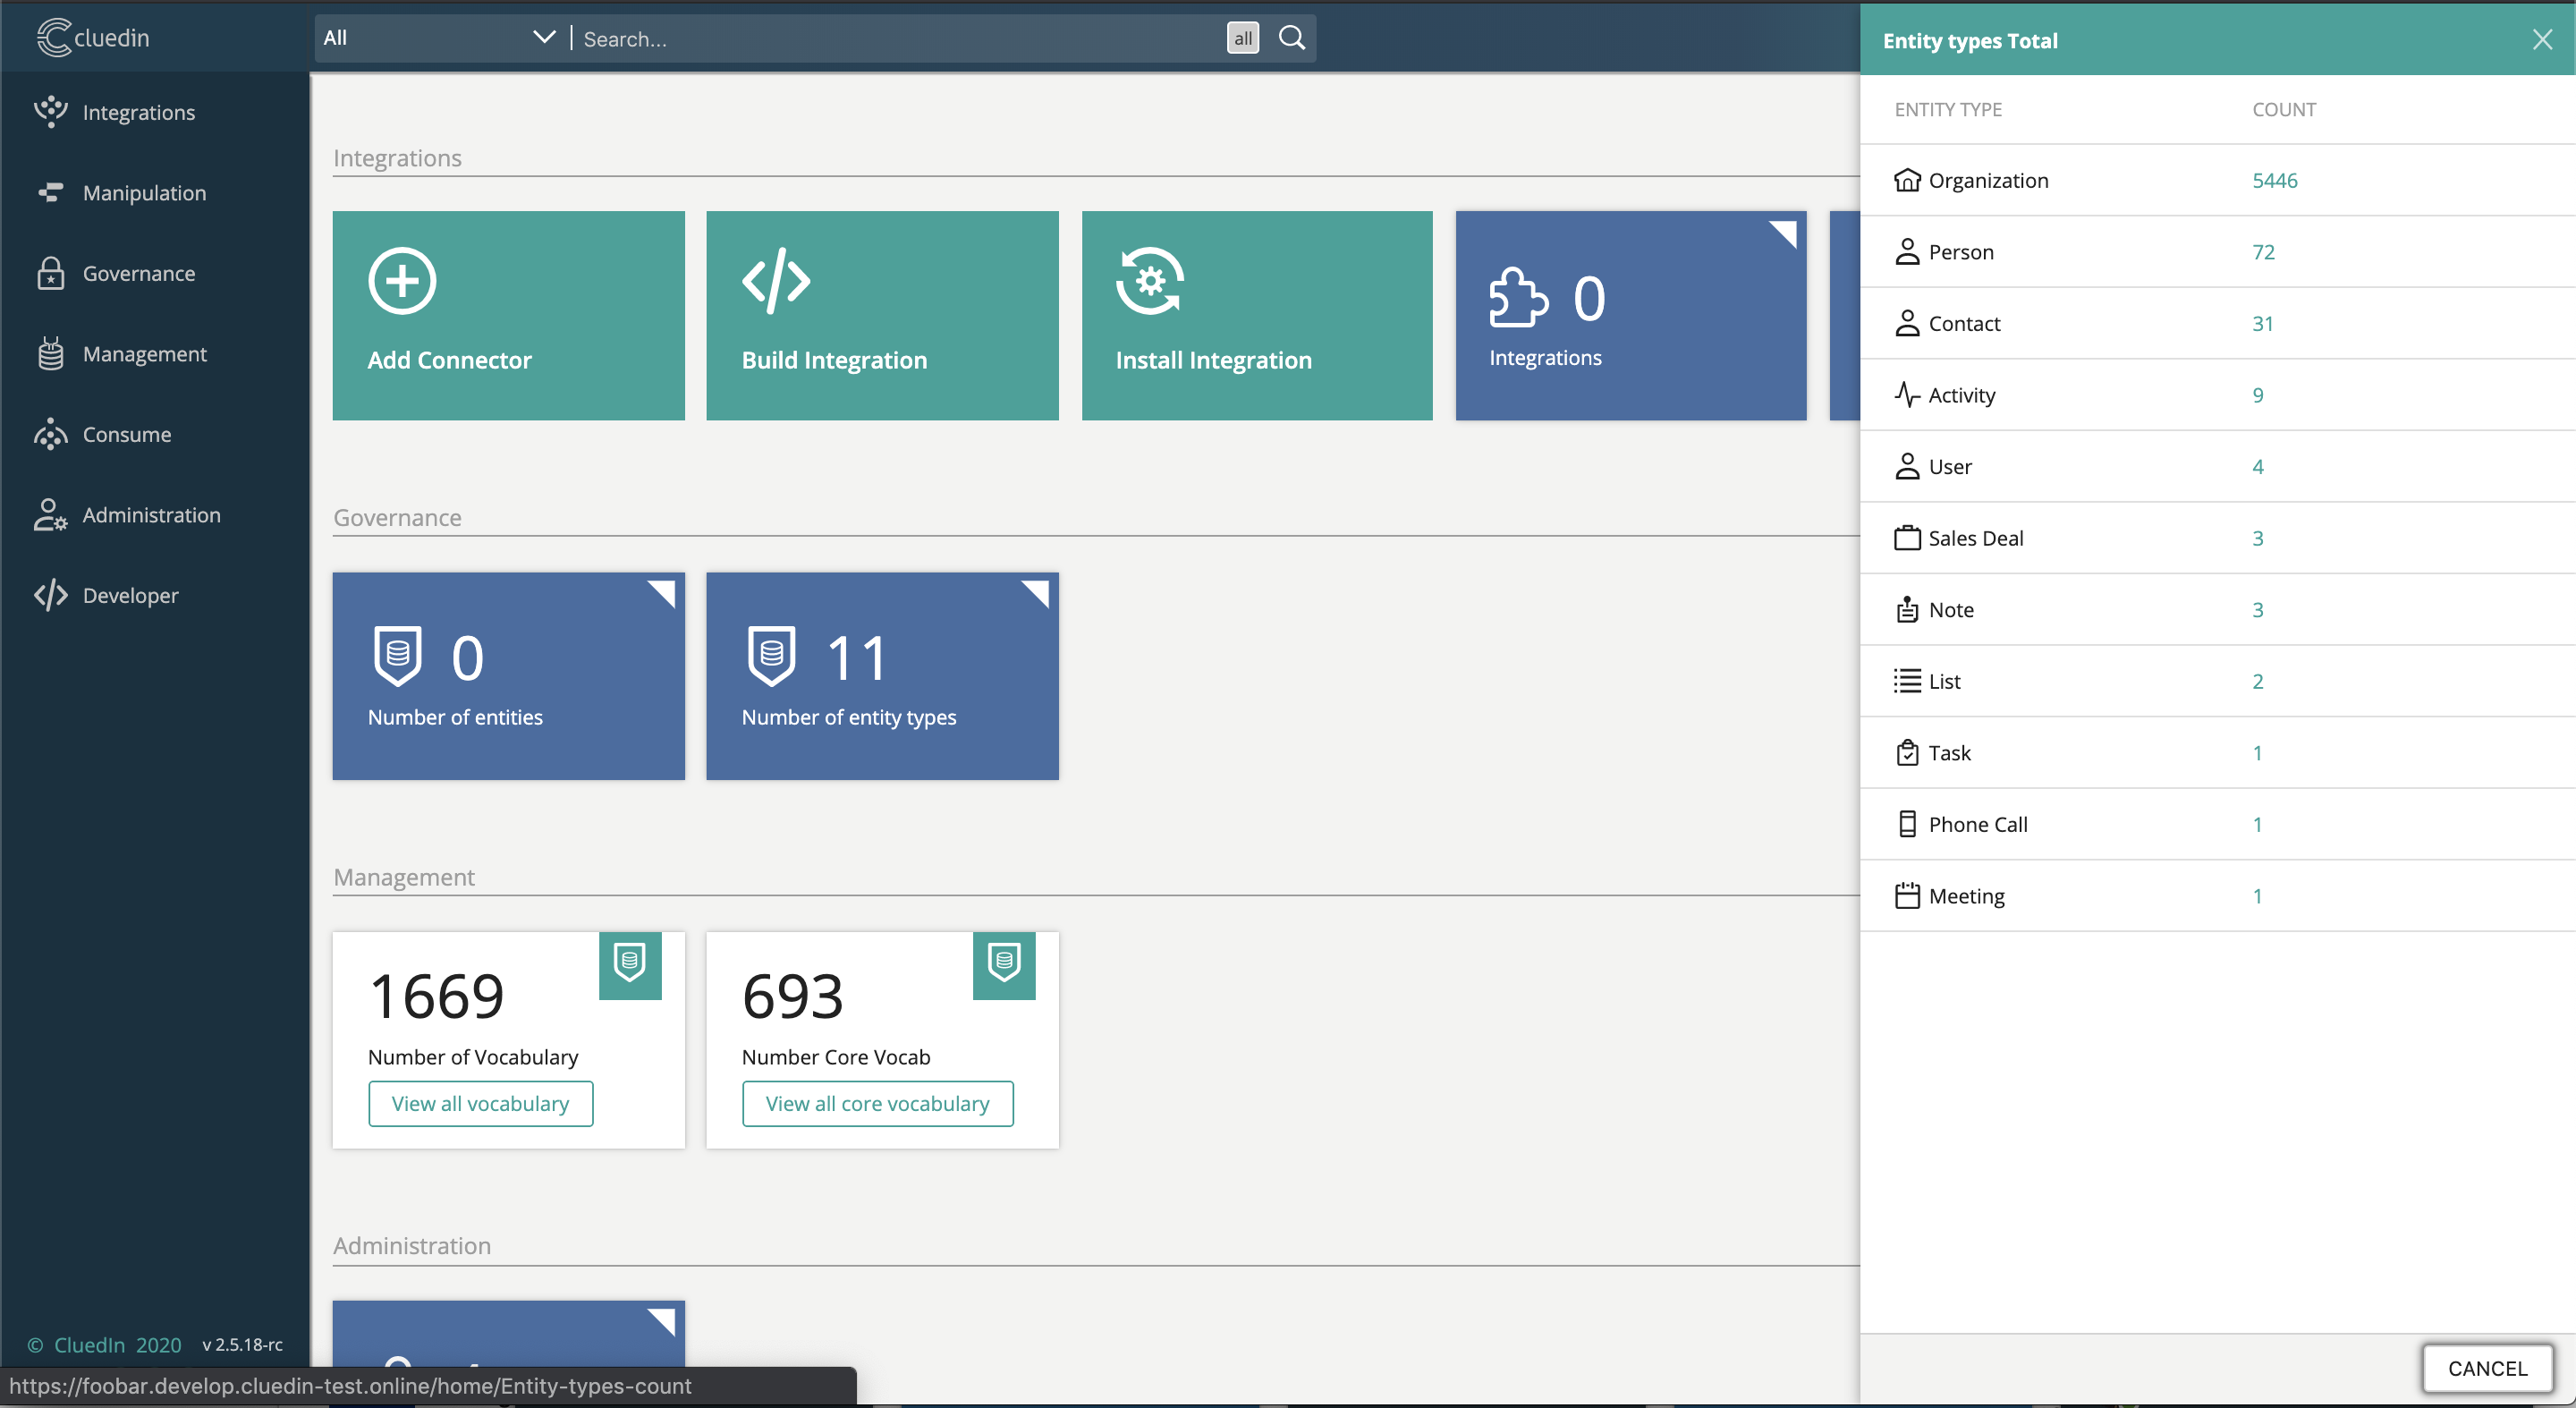 cluedin
All
Search...
all
Integrations
Manipulation
Governance
Management
Consume
Administration
Developer
© CluedIn 2020 v 2.5.18-rc
Integrations
Add Connector
Build Integration
Install Integration
0
Integrations
Governance
0
Number of entities
11
Number of entity types
Management
1669
Number of Vocabulary
View all vocabulary
693
Number Core Vocab
View all core vocabulary
Administration
https://foobar.develop.cluedin-test.online/home/Entity-types-count
Entity types Total
ENTITY TYPE COUNT
Organization 5446
Person 72
Contact 31
Activity 9
User 4
Sales Deal 3
Note 3
List 2
Task 1
Phone Call 1
Meeting 1
CANCEL